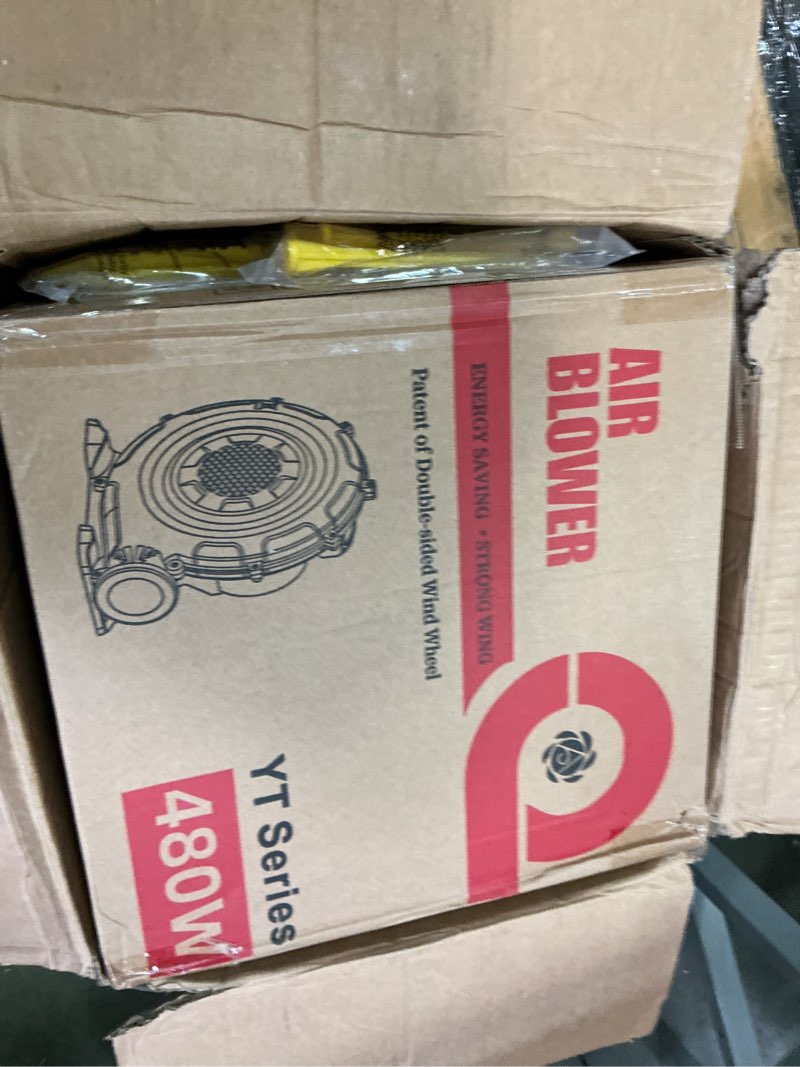 AIR
BLOWER
ENERGY SAVING • STRONG WING
Patent of Double-sided Wind Wheel
YT Series
480W